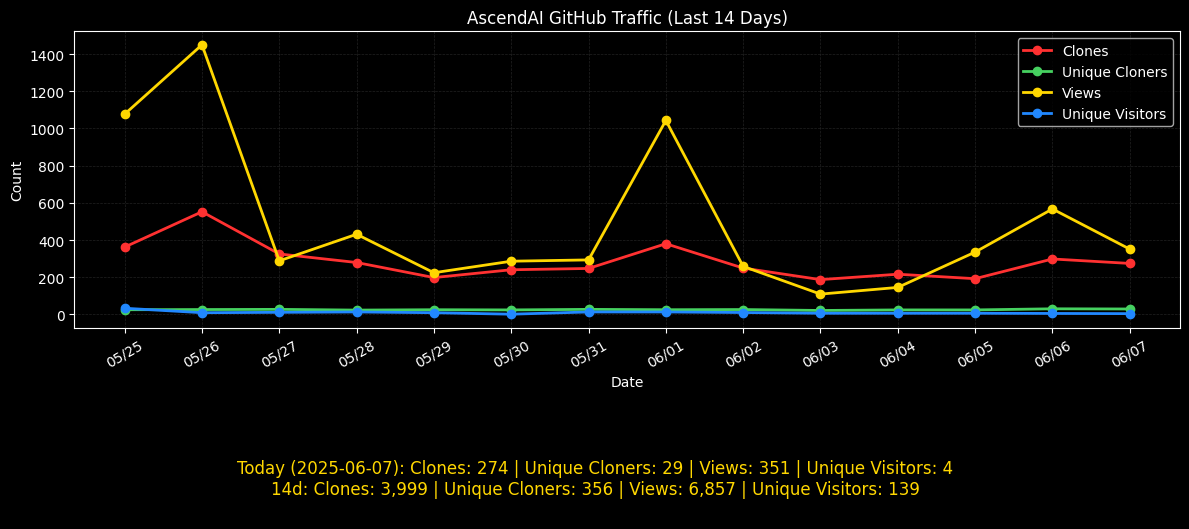 AscendAI GitHub Traffic (Last 14 Days)
Clones
Unique Cloners
Views
Unique Visitors
Count
1400
1200
1000
800
600
400
200
0
05/25 05/26 05/27 05/28 05/29 05/30 05/31 06/01 06/02 06/03 06/04 06/05 06/06 06/07
Date
Today (2025-06-07): Clones: 274 | Unique Cloners: 29 | Views: 351 | Unique Visitors: 4
14d: Clones: 3,999 | Unique Cloners: 356 | Views: 6,857 | Unique Visitors: 139